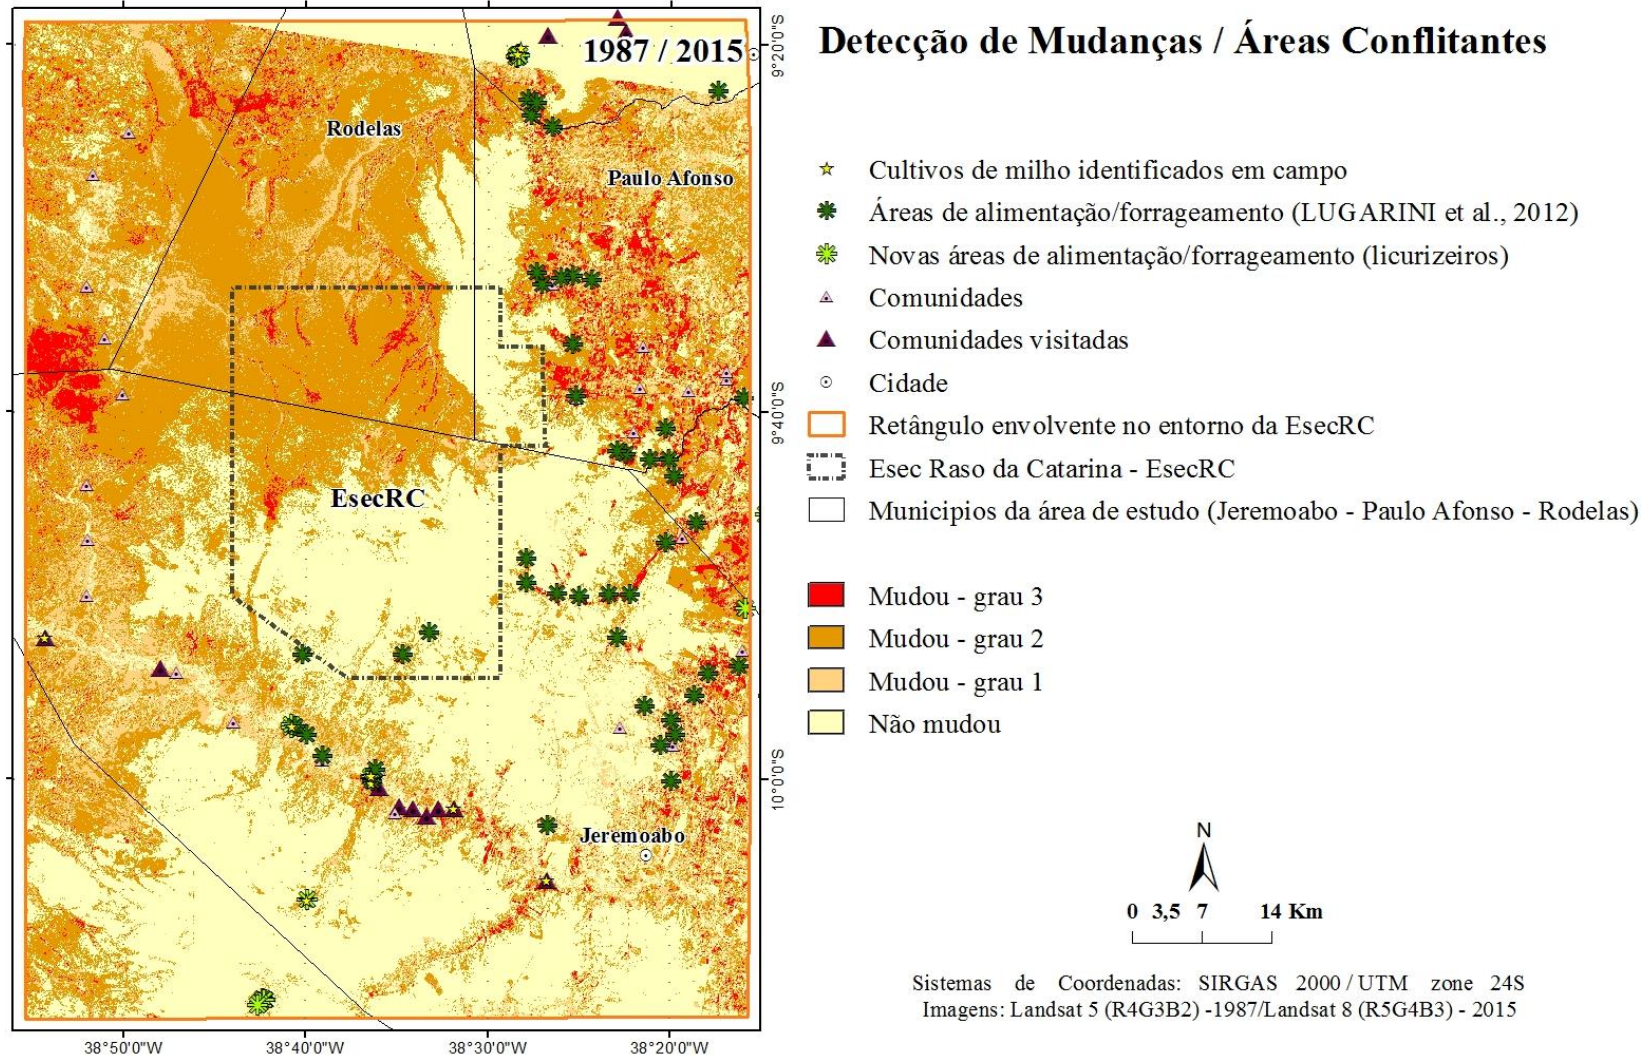 1987 / 2015
Rodelas
Paulo Afonso
EsecRC
Jeremoabo
9°20'0"S
9°40'0"S
10°0'0"S
38°50'0"W
38°40'0"W
38°30'0"W
38°20'0"W
Detecção de Mudanças / Áreas Conflitantes
Cultivos de milho identificados em campo
Áreas de alimentação/forrageamento (LUGARINI et al., 2012)
Novas áreas de alimentação/forrageamento (licurizeiros)
Comunidades
Comunidades visitadas
Cidade
Retângulo envolvente no entorno da EsecRC
Esec Raso da Catarina - EsecRC
Municipios da área de estudo (Jeremoabo - Paulo Afonso - Rodelas)
Mudou - grau 3
Mudou - grau 2
Mudou - grau 1
Não mudou
N
0 3,5 7 14 Km
Sistemas de Coordenadas: SIRGAS 2000 / UTM zone 24S
Imagens: Landsat 5 (R4G3B2) -1987/Landsat 8 (R5G4B3) - 2015